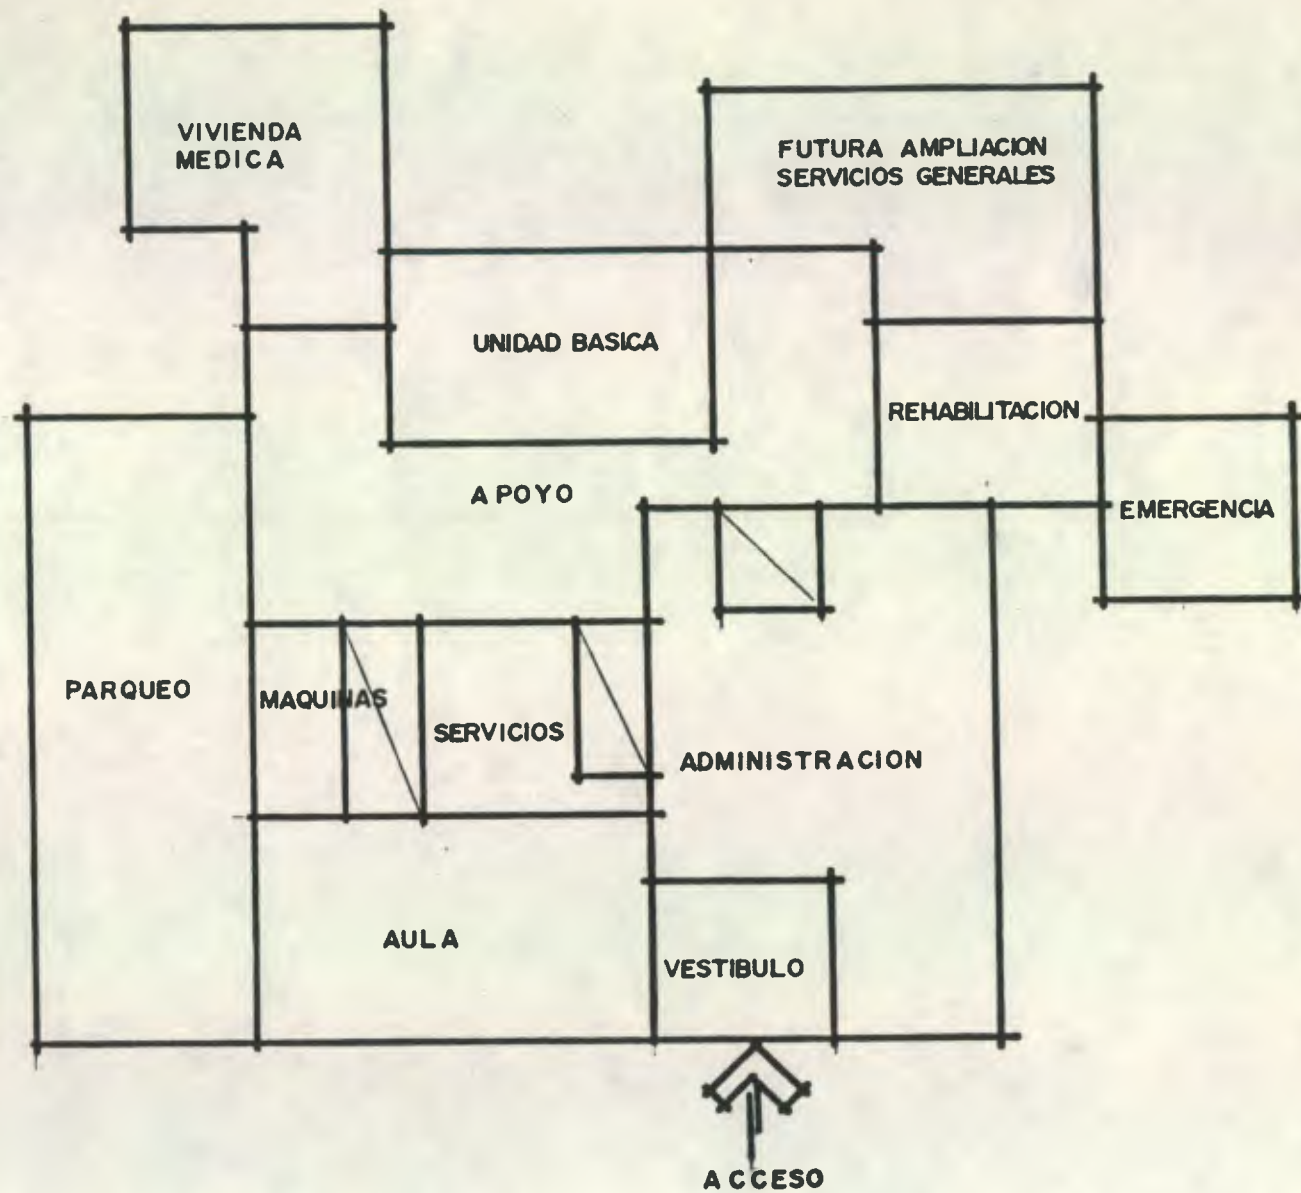 VIVIENDA
MEDICA
FUTURA AMPLIACION
SERVICIOS GENERALES
UNIDAD BASICA
REHABILITACION
APOYO
EMERGENCIA
PARQUEO
MAQUINAS
SERVICIOS
ADMINISTRACION
AULA
VESTIBULO
ACCESO